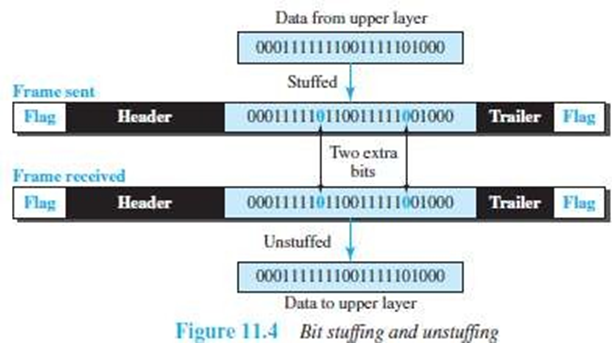 Data from upper layer
0001111111001111101000
Stuffed
Frame sent
Flag Header 000111110110011111001000 Trailer Flag
Two extra
bits
Frame received
Flag Header 000111110110011111001000 Trailer Flag
Unstuffed
0001111111001111101000
Data to upper layer
Figure 11.4 Bit stuffing and unstuffing